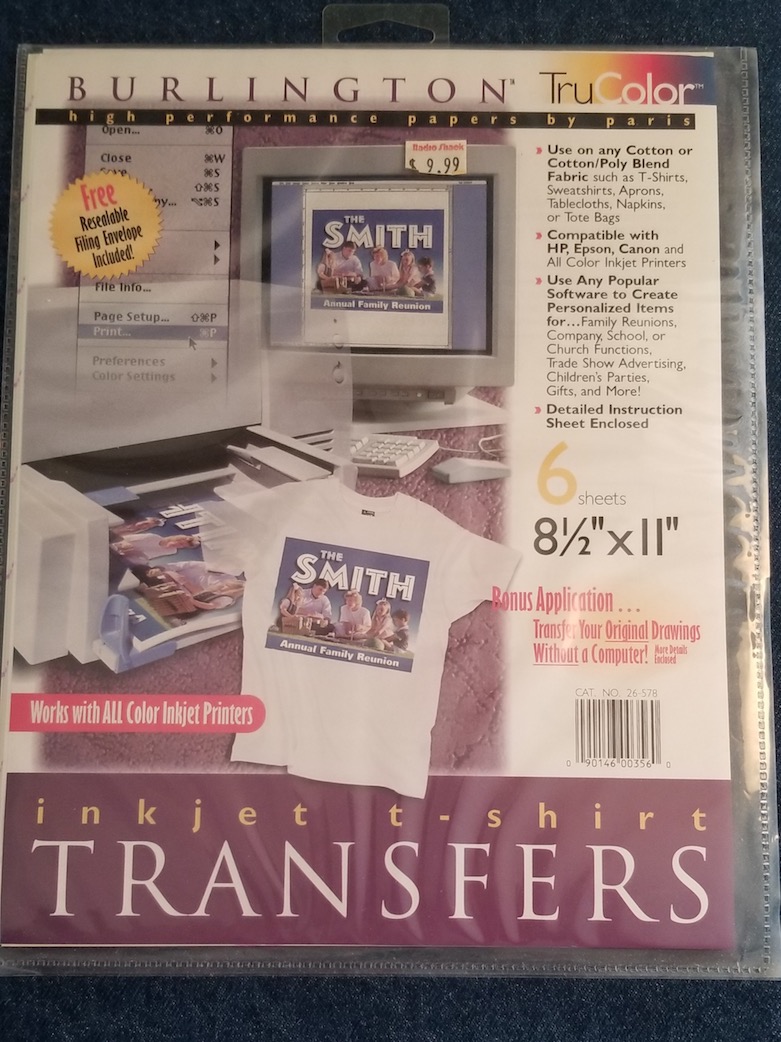 BURLINGTON™ TruColor™
high performance papers by paris
Open... ⌘O
Close ⌘W
Save ⌘S
⇧⌘S
py... ⌥⌘S
File Info...
Page Setup... ⇧⌘P
Print... ⌘P
Preferences
Color Settings
Free
Resealable
Filing Envelope
Included!
Radio Shack
$ 9.99
THE
SMITH
Annual Family Reunion
» Use on any Cotton or
Cotton/Poly Blend
Fabric such as T-Shirts,
Sweatshirts, Aprons,
Tablecloths, Napkins,
or Tote Bags
» Compatible with
HP, Epson, Canon and
All Color Inkjet Printers
» Use Any Popular
Software to Create
Personalized Items
for...Family Reunions,
Company, School, or
Church Functions,
Trade Show Advertising,
Children's Parties,
Gifts, and More!
» Detailed Instruction
Sheet Enclosed
6 sheets
8½"x11"
THE
SMITH
Annual Family Reunion
Bonus Application ...
Transfer Your Original Drawings
Without a Computer! More Details
Enclosed
CAT. NO. 26-578
0 90146 00356 0
Works with ALL Color Inkjet Printers
inkjet t-shirt
TRANSFERS